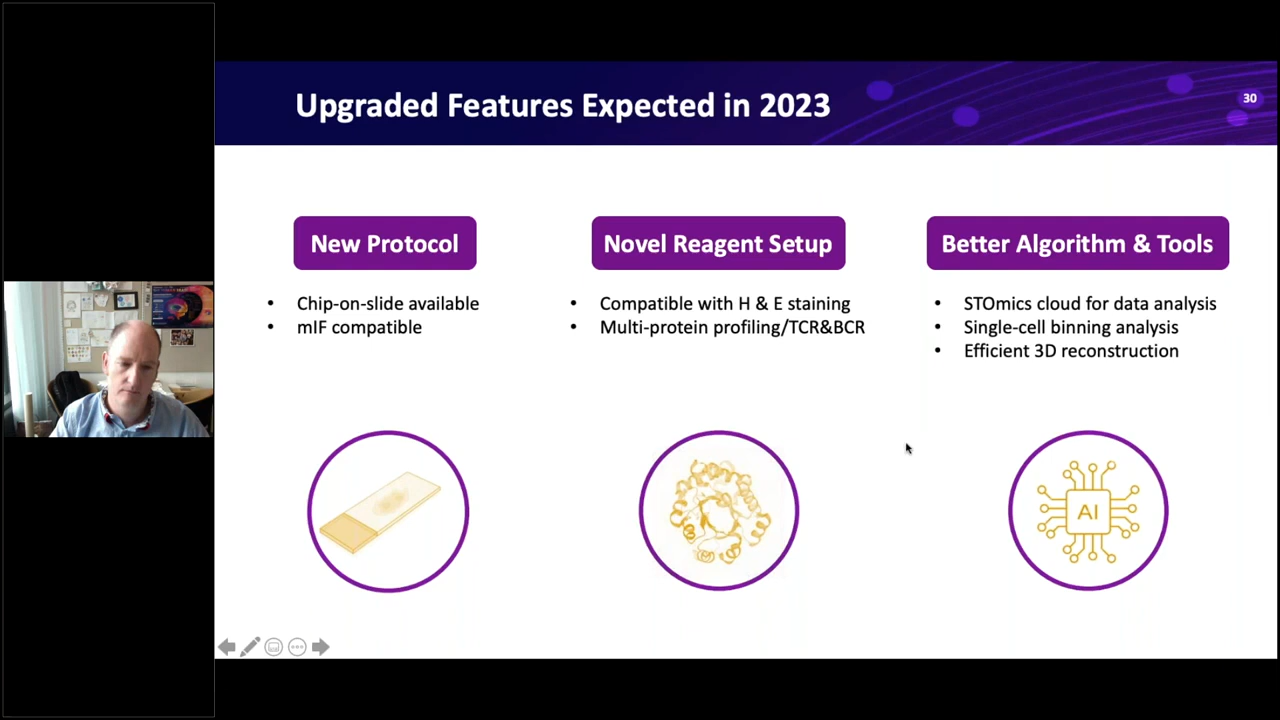 Upgraded Features Expected in 2023
30
New Protocol
• Chip-on-slide available
• mIF compatible
Novel Reagent Setup
• Compatible with H & E staining
• Multi-protein profiling/TCR&BCR
Better Algorithm & Tools
• STOmics cloud for data analysis
• Single-cell binning analysis
• Efficient 3D reconstruction
AI